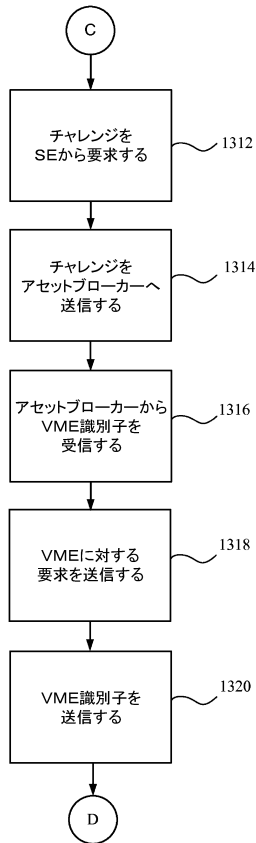 C
チャレンジを
SEから要求する
1312
チャレンジを
アセットブローカーへ
送信する
1314
アセットブローカーから
VME識別子を
受信する
1316
VMEに対する
要求を送信する
1318
VME識別子を
送信する
1320
D